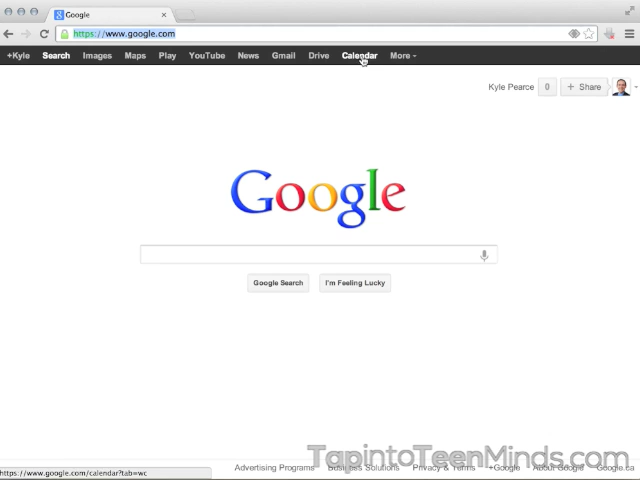 Google
https://www.google.com
+Kyle Search Images Maps Play YouTube News Gmail Drive Calendar More
Kyle Pearce 0 + Share
Google
Google Search I'm Feeling Lucky
TapintoTeenMinds.com
https://www.google.com/calendar?tab=wc
Advertising Programs Business Solutions Privacy & Terms +Google About Google Google.ca